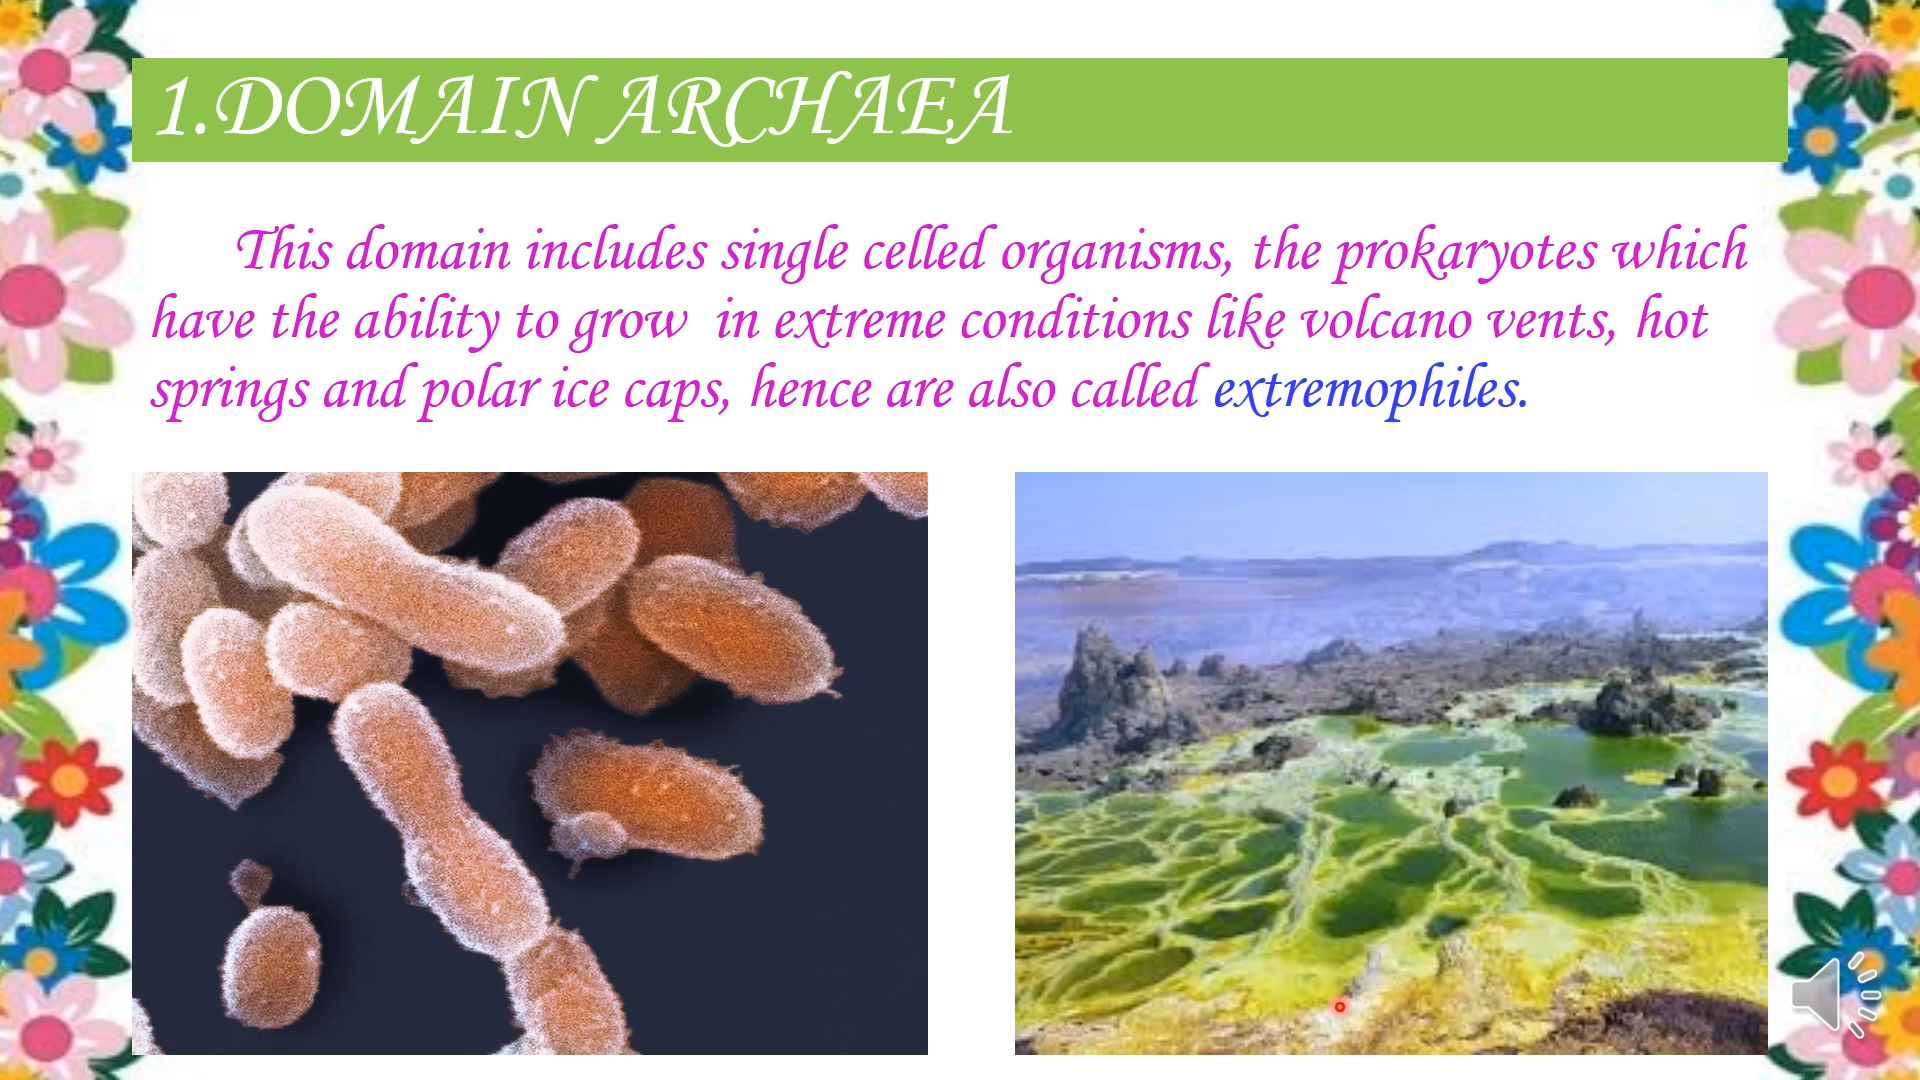 1.DOMAIN ARCHAEA
This domain includes single celled organisms, the prokaryotes which
have the ability to grow in extreme conditions like volcano vents, hot
springs and polar ice caps, hence are also called extremophiles.